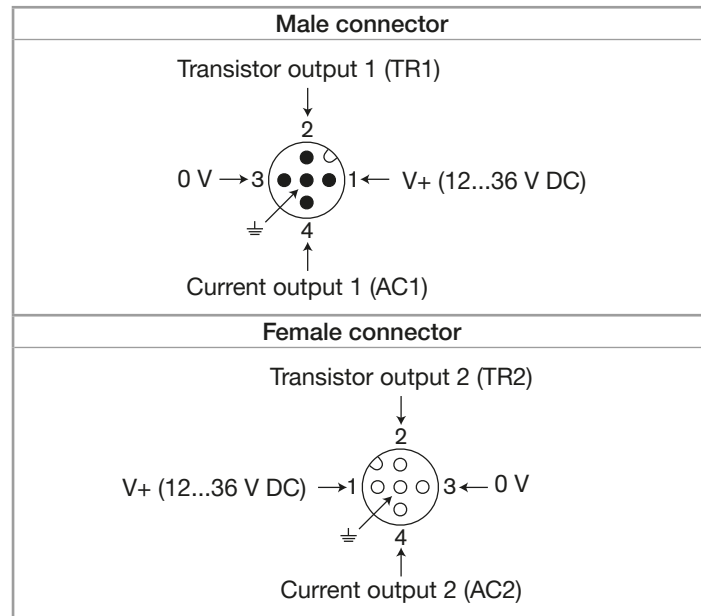 Male connector
Transistor output 1 (TR1)
2
0 V
3
1
V+ (12...36 V DC)
4
Current output 1 (AC1)
Female connector
Transistor output 2 (TR2)
2
V+ (12...36 V DC)
1
3
0 V
4
Current output 2 (AC2)